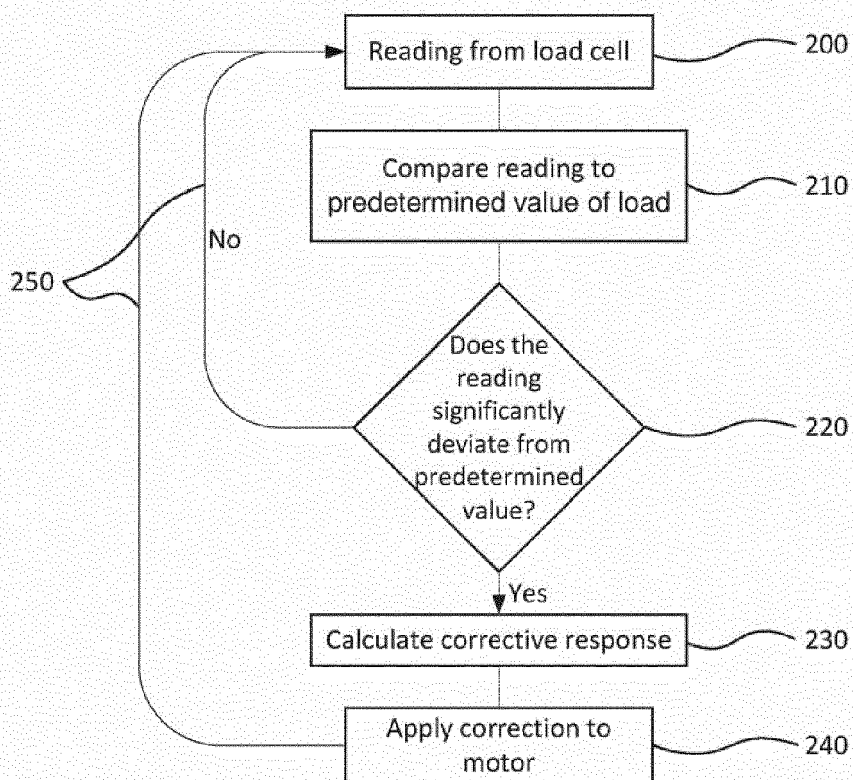 Reading from load cell
200
Compare reading to
predetermined value of load
210
No
250
Does the
reading
significantly
deviate from
predetermined
value?
220
Yes
Calculate corrective response
230
Apply correction to
motor
240